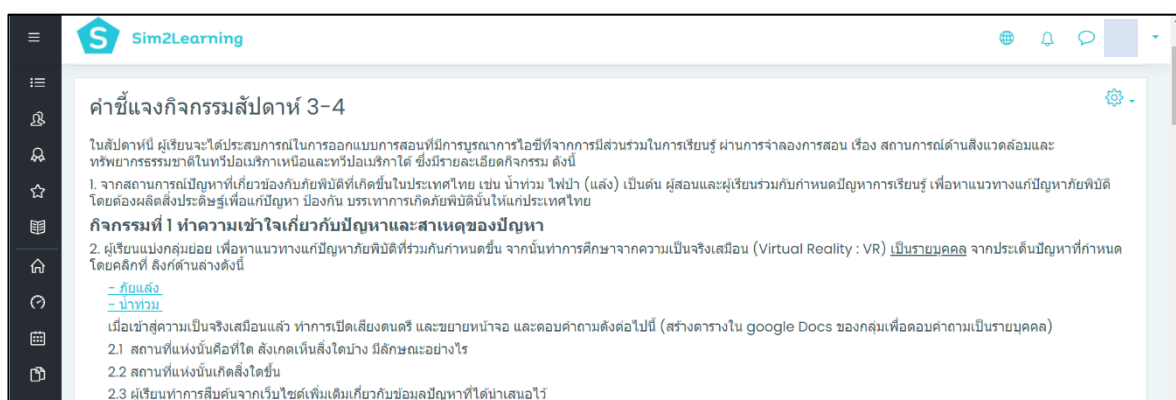 Sim2Learning
คำชี้แจงกิจกรรมสัปดาห์ 3-4
ในสัปดาห์นี้ ผู้เรียนจะได้ประสบการณ์ในการออกแบบการสอนที่มีการบูรณาการไอซีทีจากการมีส่วนร่วมในการเรียนรู้ ผ่านการจำลองการสอน เรื่อง สถานการณ์ด้านสิ่งแวดล้อมและ
ทรัพยากรธรรมชาติในทวีปอเมริกาเหนือและทวีปอเมริกาใต้ ซึ่งมีรายละเอียดกิจกรรม ดังนี้
1. จากสถานการณ์ปัญหาที่เกี่ยวข้องกับภัยพิบัติที่เกิดขึ้นในประเทศไทย เช่น น้ำท่วม ไฟป่า (แล้ง) เป็นต้น ผู้สอนและผู้เรียนร่วมกับกำหนดปัญหาการเรียนรู้ เพื่อหาแนวทางแก้ปัญหาภัยพิบัติ
โดยต้องผลิตสิ่งประดิษฐ์เพื่อแก้ปัญหา ป้องกัน บรรเทาการเกิดภัยพิบัตินั้นให้แก่ประเทศไทย
กิจกรรมที่ 1 ทำความเข้าใจเกี่ยวกับปัญหาและสาเหตุของปัญหา
2. ผู้เรียนแบ่งกลุ่มย่อย เพื่อหาแนวทางแก้ปัญหาภัยพิบัติที่ร่วมกันกำหนดขึ้น จากนั้นทำการศึกษาจากความเป็นจริงเสมือน (Virtual Reality : VR) เป็นรายบุคคล จากประเด็นปัญหาที่กำหนด
โดยคลิกที่ ลิงก์ด้านล่างดังนี้
- ภัยแล้ง
- น้ำท่วม
เมื่อเข้าสู่ความเป็นจริงเสมือนแล้ว ทำการเปิดเสียงดนตรี และขยายหน้าจอ และตอบคำถามดังต่อไปนี้ (สร้างตารางใน google Docs ของกลุ่มเพื่อตอบคำถามเป็นรายบุคคล)
2.1 สถานที่แห่งนั้นคือที่ใด สังเกตเห็นสิ่งใดบ้าง มีลักษณะอย่างไร
2.2 สถานที่แห่งนั้นเกิดสิ่งใดขึ้น
2.3 ผู้เรียนทำการสืบค้นจากเว็บไซต์เพิ่มเดิมเกี่ยวกับข้อมูลปัญหาที่ได้นำเสนอไว้